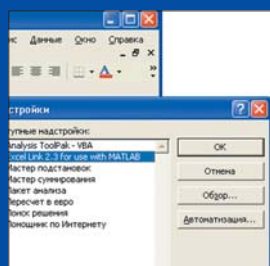 Данные Окно Справка
стройки
тупные надстройки:
Analysis ToolPak - VBA
Excel Link 2.3 for use with MATLAB
Мастер подстановок
Мастер суммирования
Пакет анализа
Пересчет в евро
Поиск решения
Помощник по Интернету
OK
Отмена
Обзор...
Автоматизация...